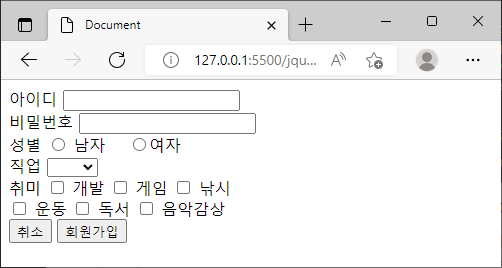 Document
127.0.0.1:5500/jqu...
아이디
비밀번호
성별 남자 여자
직업
취미 개발 게임 낚시
운동 독서 음악감상
취소 회원가입